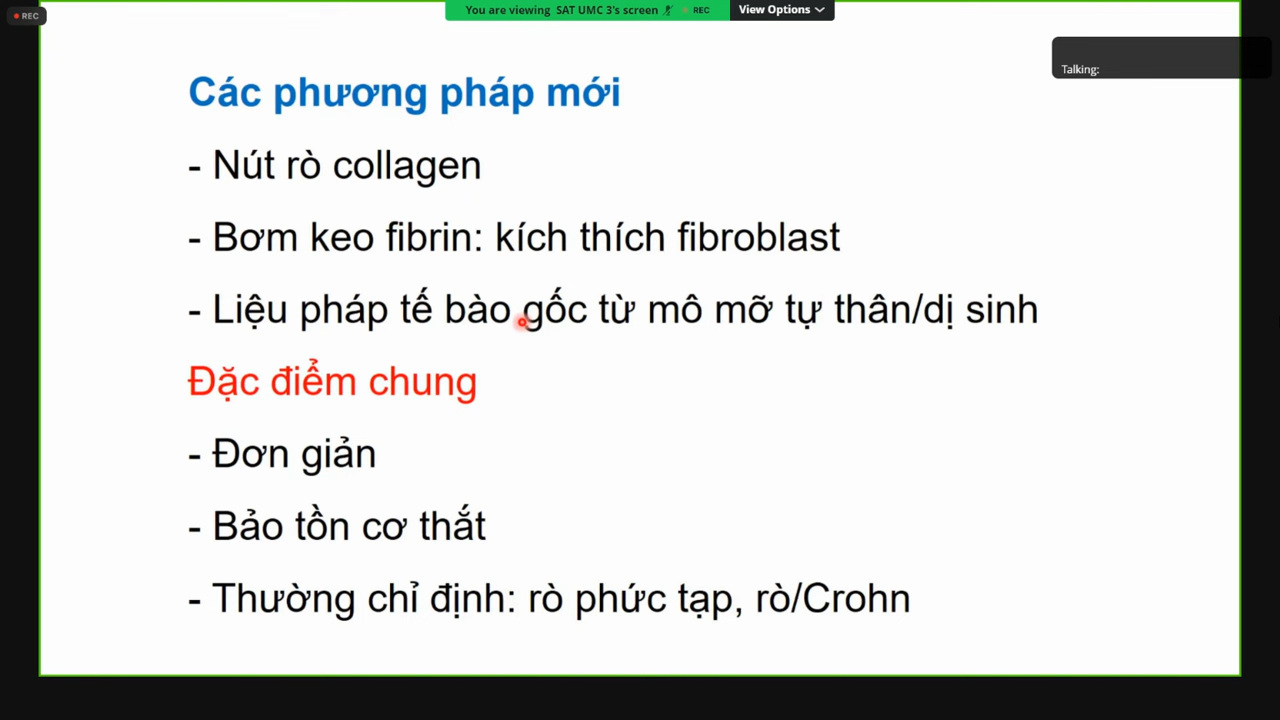 REC
You are viewing SAT UMC 3's screen REC View Options
Talking:
Các phương pháp mới
- Nút rò collagen
- Bơm keo fibrin: kích thích fibroblast
- Liệu pháp tế bào gốc từ mô mỡ tự thân/dị sinh
Đặc điểm chung
- Đơn giản
- Bảo tồn cơ thắt
- Thường chỉ định: rò phức tạp, rò/Crohn